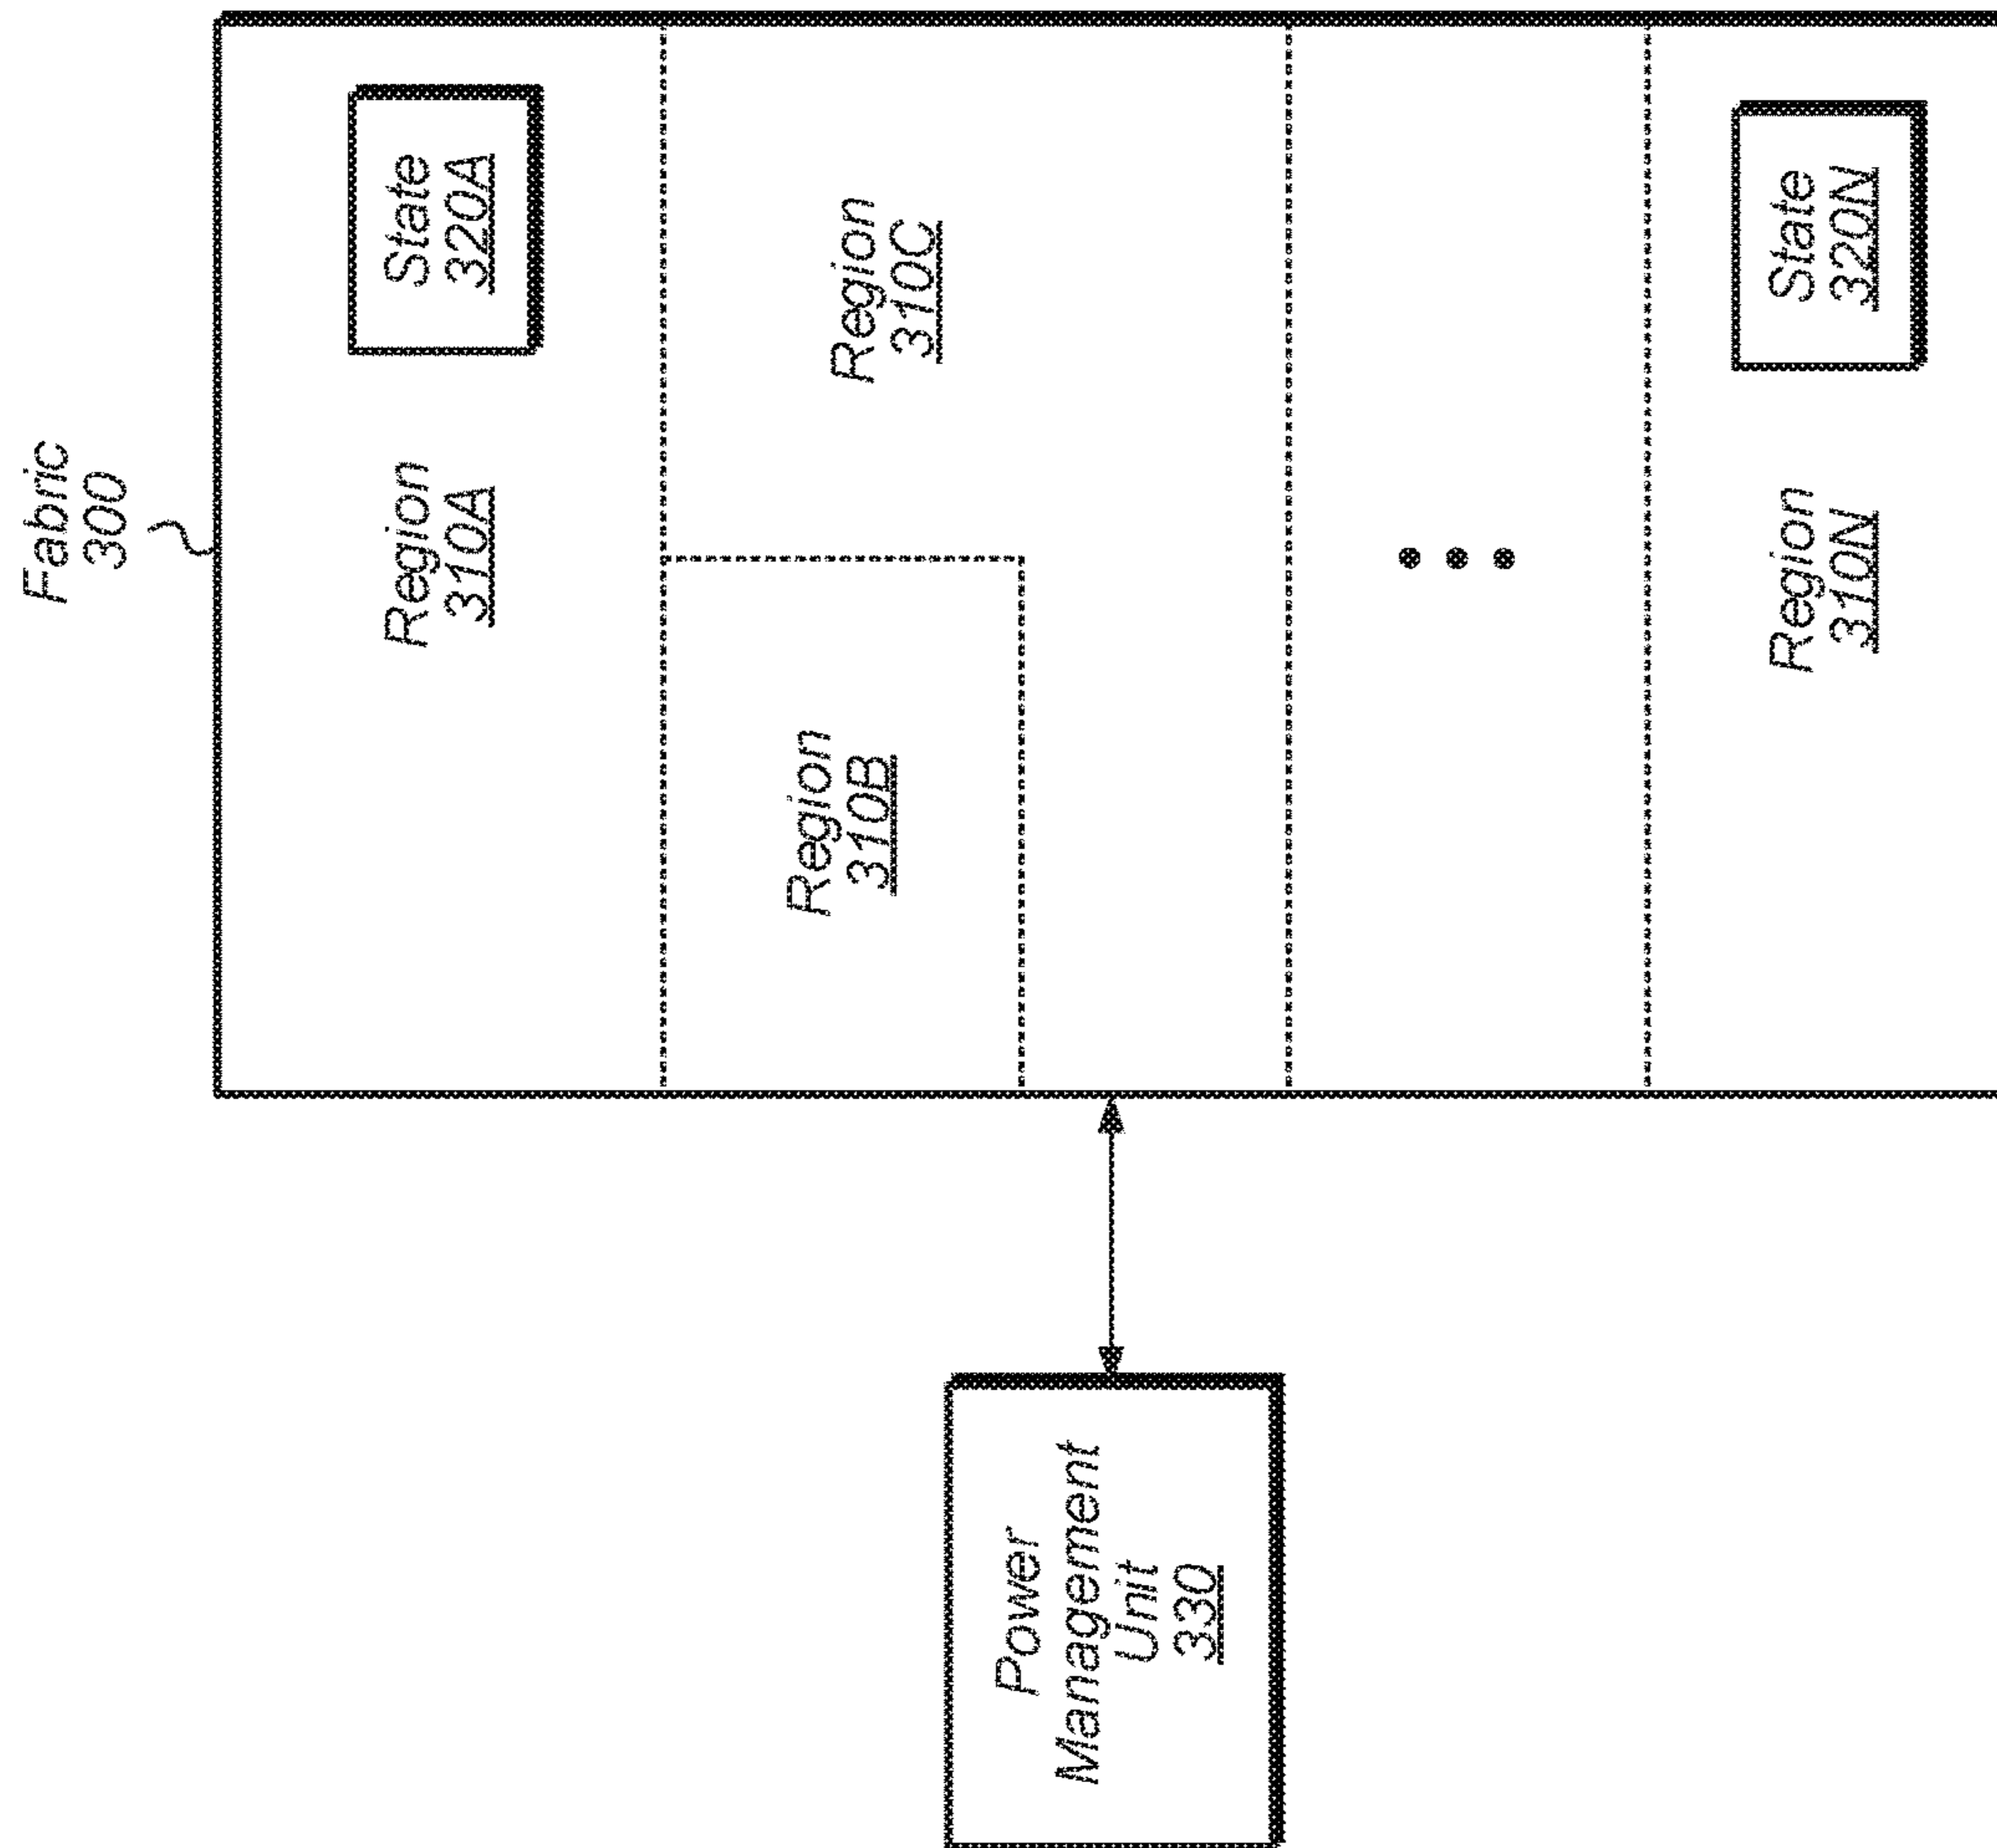 Fabric
300
Region
310A
State
320A
Region
310B
Region
310C
Region
310N
State
320N
Power
Management
Unit
330